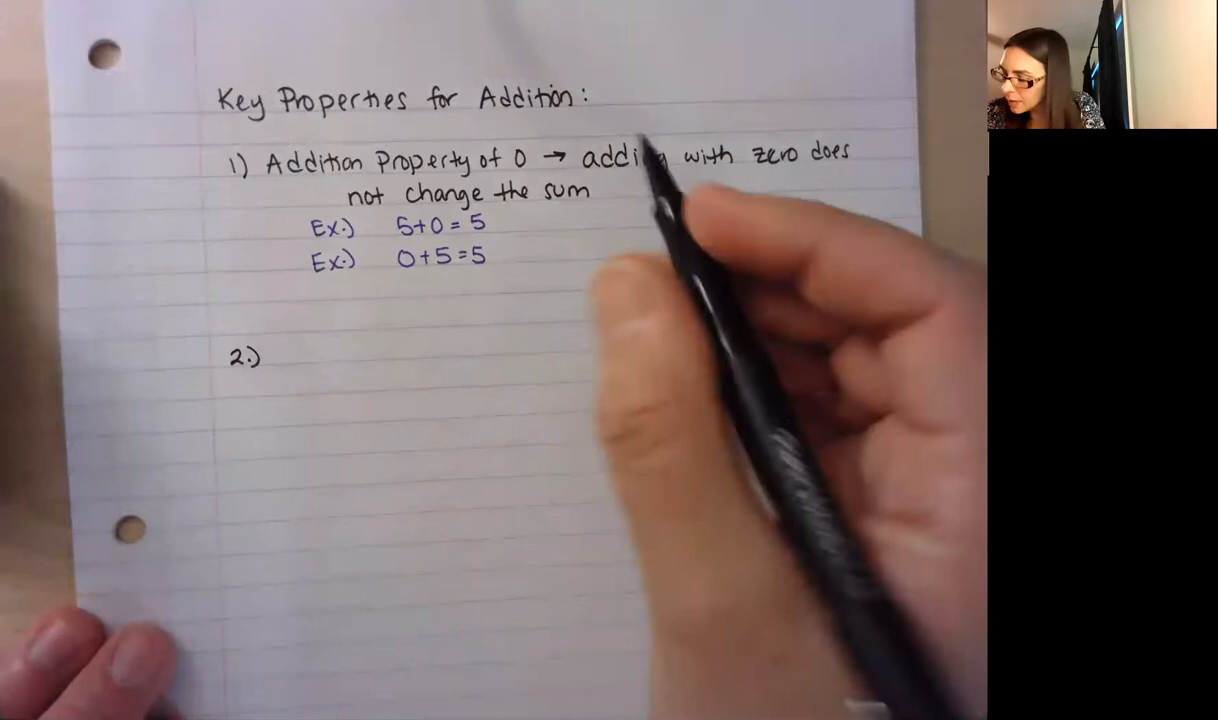 Key Properties for Addition:
1) Addition Property of 0 → adding with zero does
not change the sum
Ex.) 5+0=5
Ex.) 0+5=5
2.)